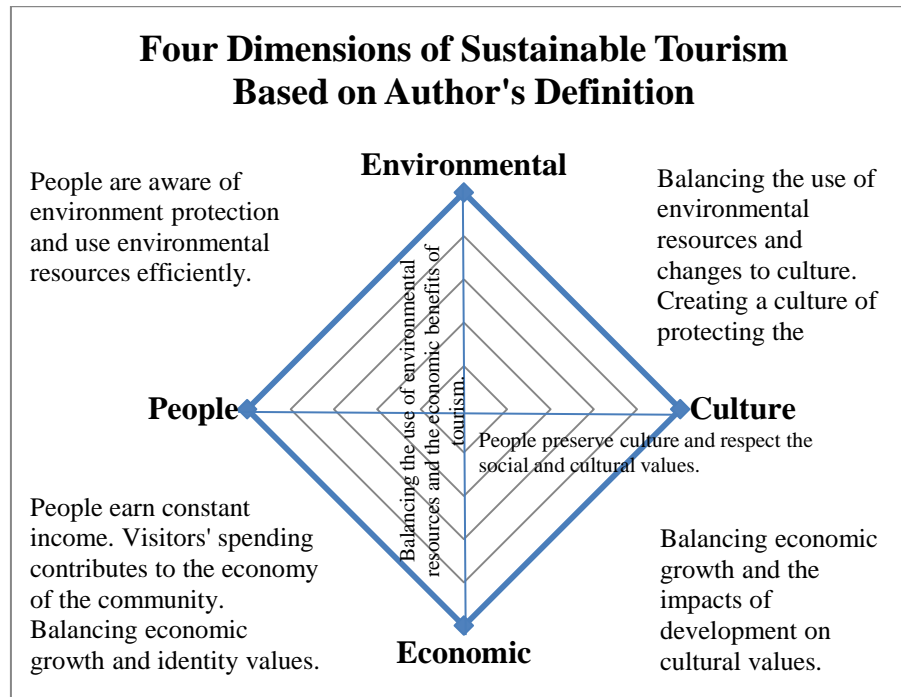 Four Dimensions of Sustainable Tourism
Based on Author's Definition
Environmental
People are aware of
environment protection
and use environmental
resources efficiently.
Balancing the use of
environmental
resources and
changes to culture.
Creating a culture of
protecting the
Balancing the use of environmental
resources and the economic benefits of
tourism.
People
Culture
People preserve culture and respect the
social and cultural values.
People earn constant
income. Visitors' spending
contributes to the economy
of the community.
Balancing economic
growth and identity values.
Balancing economic
growth and the
impacts of
development on
cultural values.
Economic